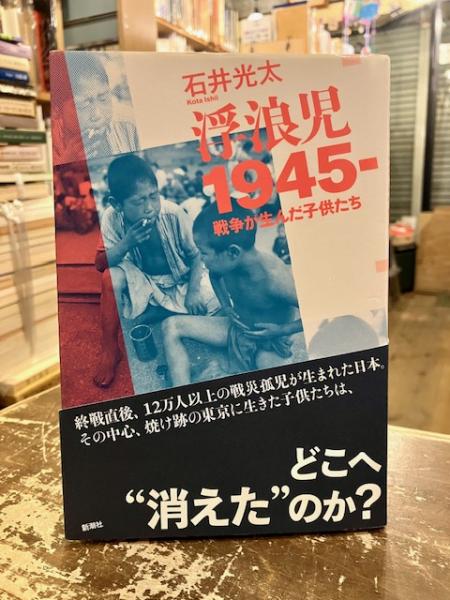 石井光太
Kota Ishii
浮浪児
1945-
戦争が生んだ子供たち
終戦直後、12万人以上の戦災孤児が生まれた日本。
その中心、焼け跡の東京に生きた子供たちは、
どこへ
“消えた”のか?
新潮社